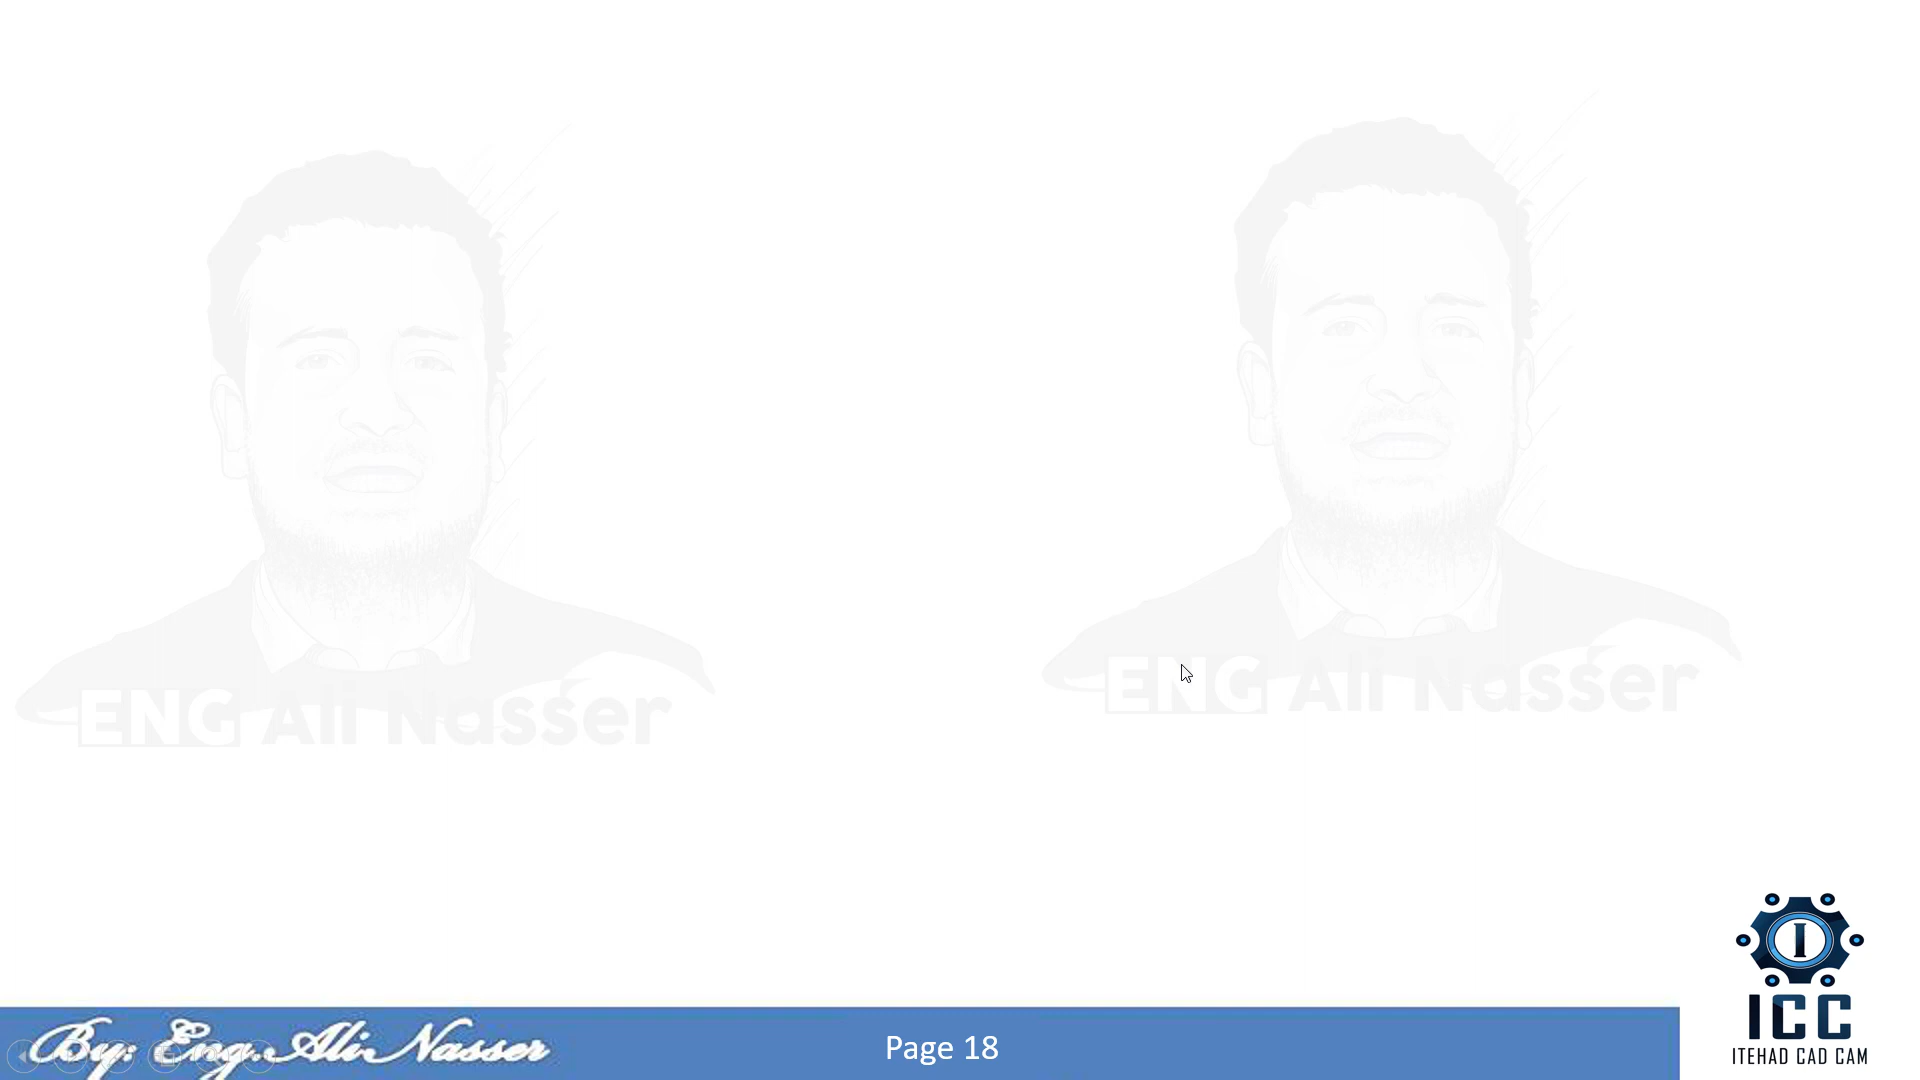 ENG Ali Nasser
ENG Ali Nasser
By: Eng. Ali Nasser
Page 18
I
ICC
ITEHAD CAD CAM